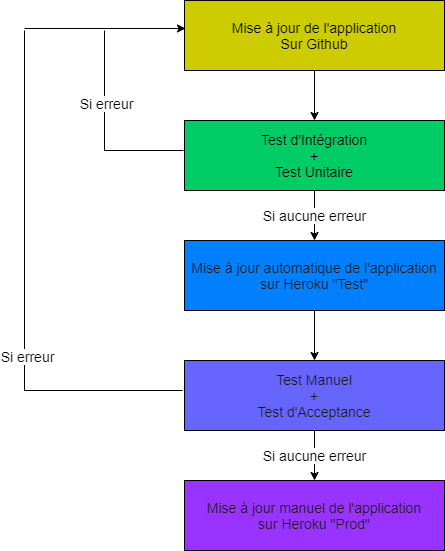 Mise à jour de l'application
Sur Github
Si erreur
Test d'Intégration
+
Test Unitaire
Si aucune erreur
Mise à jour automatique de l'application
sur Heroku "Test"
Si erreur
Test Manuel
+
Test d'Acceptance
Si aucune erreur
Mise à jour manuel de l'application
sur Heroku "Prod"